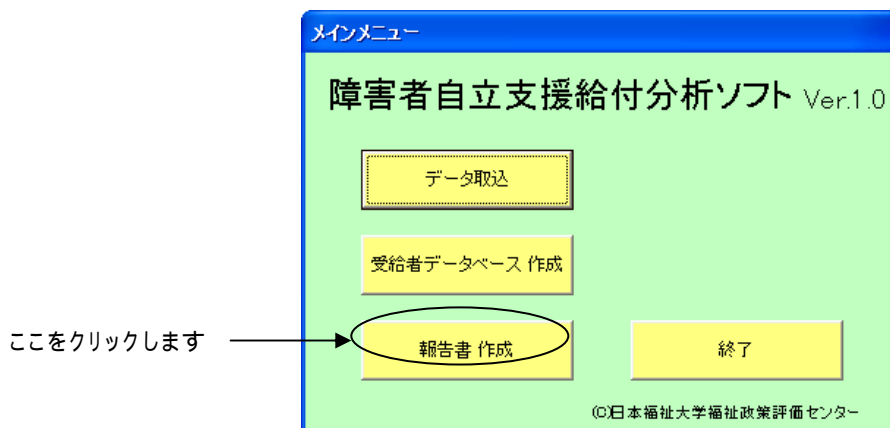 メインメニュー
障害者自立支援給付分析ソフト Ver.1.0
データ取込
受給者データベース 作成
ここをクリックします
報告書 作成
終了
(C)日本福祉大学福祉政策評価センター